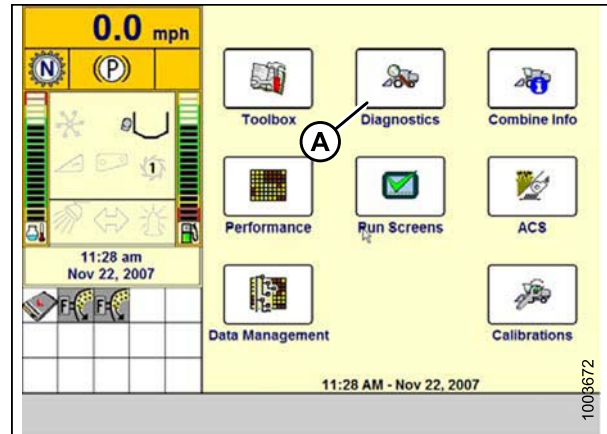 0.0 mph
N (P)
1
11:28 am
Nov 22, 2007
F F
Toolbox Diagnostics Combine Info
A
Performance Run Screens ACS
Data Management Calibrations
11:28 AM - Nov 22, 2007
1003672